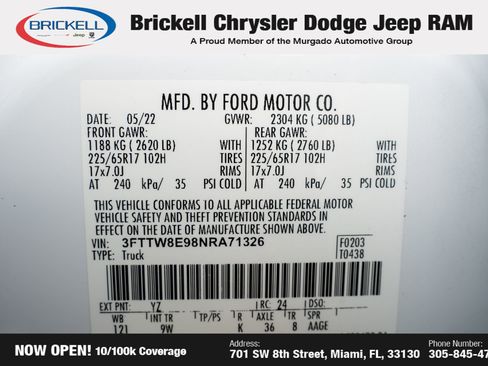 BRICKELL
Jeep
Brickell Chrysler Dodge Jeep RAM
A Proud Member of the Murgado Automotive Group
MFD. BY FORD MOTOR CO.
DATE: 05/22 GVWR: 2304 KG ( 5080 LB)
FRONT GAWR: REAR GAWR:
1188 KG ( 2620 LB) WITH 1252 KG ( 2760 LB) WITH
225/65R17 102H TIRES 225/65R17 102H TIRES
17x7.0J RIMS 17x7.0J RIMS
AT 240 kPa/ 35 PSI COLD AT 240 kPa/ 35 PSI COLD
THIS VEHICLE CONFORMS TO ALL APPLICABLE FEDERAL MOTOR
VEHICLE SAFETY AND THEFT PREVENTION STANDARDS IN
EFFECT ON THE DATE OF MANUFACTURE SHOWN ABOVE.
VIN: 3FTTW8E98NRA71326 F0203
TYPE: Truck T0438
EXT PNT: YZ RC: 24 DSO:
WB INT TR TP/PS R AXLE TR SPR
121 9W K 36 8 AAGE
NOW OPEN! 10/100k Coverage
Address: Phone Number:
701 SW 8th Street, Miami, FL, 33130 305-845-47